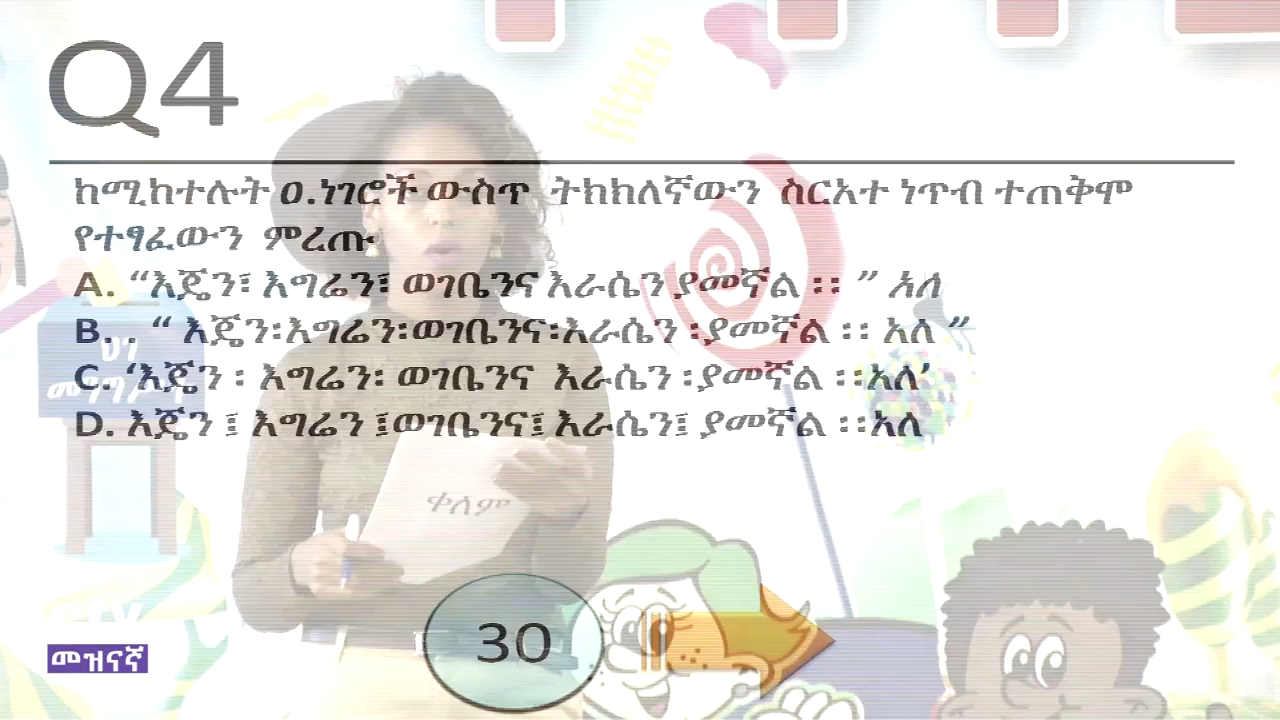 Q4
ከሚከተሉት ዐ.ነገሮች ውስጥ ትክክለኛውን ስርአተ ነጥብ ተጠቅሞ
የተፃፈውን ምረጡ
A. “እጄን፣ እግሬን፣ ወገቤንና እራሴን ያመኛል ፡፡ ” አለ
B. . “ እጄን፡እግሬን፡ወገቤንና፡እራሴን ፡ያመኛል ፡፡ አለ ”
C. ‘እጄን ፡ እግሬን፡ ወገቤንና እራሴን ፡ያመኛል ፡፡አለ’
D. እጄን ፤ እግሬን ፤ወገቤንና፤ እራሴን፤ ያመኛል ፡፡አለ
ቀለም
30
መዝናኛ